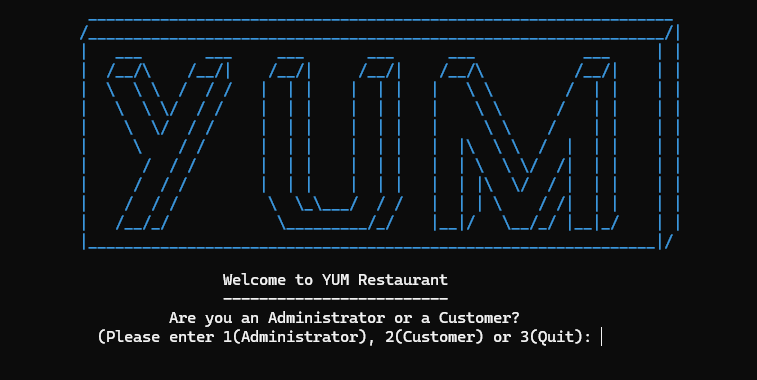 YUM
Welcome to YUM Restaurant
-------------------------
Are you an Administrator or a Customer?
(Please enter 1(Administrator), 2(Customer) or 3(Quit):